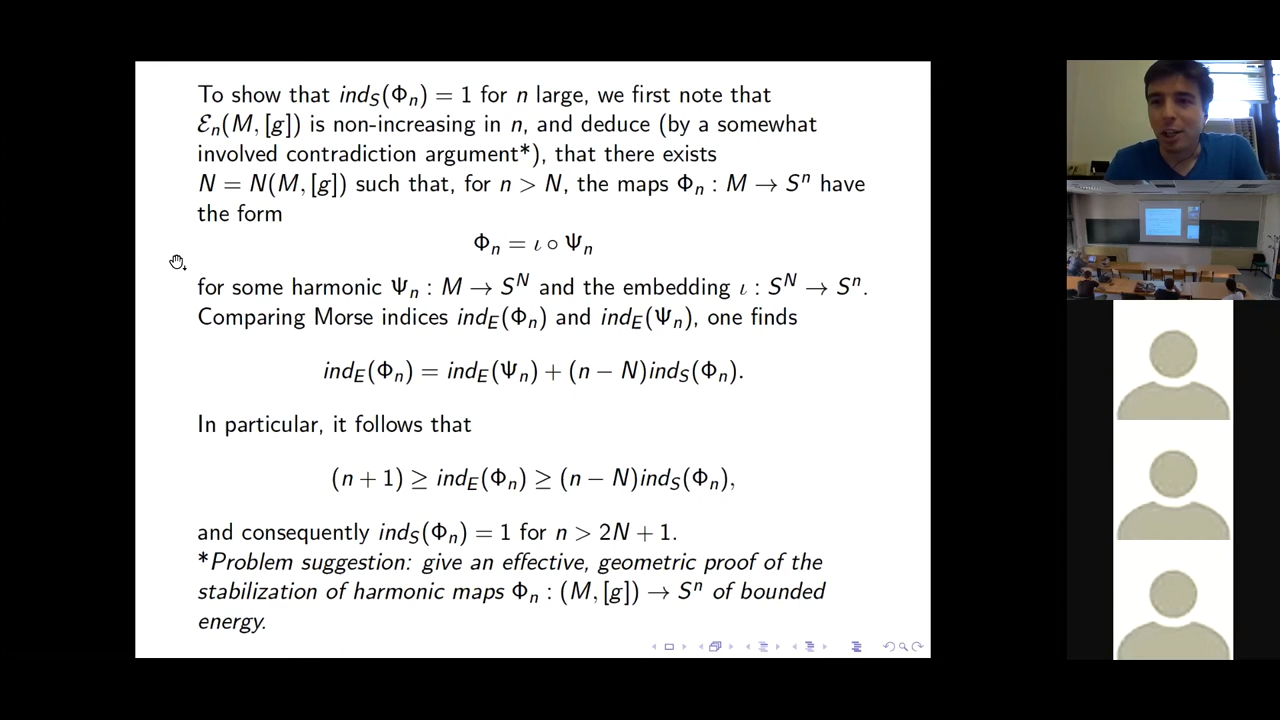 To show that ind_S(Φ_n) = 1 for n large, we first note that
ℰ_n(M, [g]) is non-increasing in n, and deduce (by a somewhat
involved contradiction argument*), that there exists
N = N(M, [g]) such that, for n > N, the maps Φ_n : M → S^n have
the form
Φ_n = ι ∘ Ψ_n
for some harmonic Ψ_n : M → S^N and the embedding ι : S^N → S^n.
Comparing Morse indices ind_E(Φ_n) and ind_E(Ψ_n), one finds
ind_E(Φ_n) = ind_E(Ψ_n) + (n − N)ind_S(Φ_n).
In particular, it follows that
(n + 1) ≥ ind_E(Φ_n) ≥ (n − N)ind_S(Φ_n),
and consequently ind_S(Φ_n) = 1 for n > 2N + 1.
*Problem suggestion: give an effective, geometric proof of the
stabilization of harmonic maps Φ_n : (M, [g]) → S^n of bounded
energy.